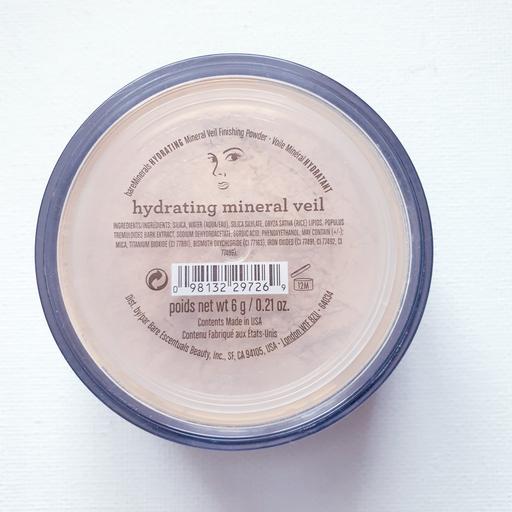 bareMinerals HYDRATING Mineral Veil Finishing Powder • Voile Minéral HYDRATANT
hydrating mineral veil
INGREDIENTS/INGRÉDIENTS: SILICA, WATER (AQUA/EAU), SILICA SILYLATE, ORYZA SATIVA (RICE) LIPIDS, POPULUS
TREMULOIDES BARK EXTRACT, SODIUM DEHYDROACETATE, SORBIC ACID, PHENOXYETHANOL. MAY CONTAIN (+/-):
MICA, TITANIUM DIOXIDE (CI 77891), BISMUTH OXYCHLORIDE (CI 77163), IRON OXIDES (CI 77491, CI 77492, CI
77499).
0 98132 29726 9
12M
poids net wt 6 g / 0.21 oz.
Contents Made in USA
Contenu Fabriqué aux États-Unis
Dist. by/par Bare Escentuals Beauty, Inc., SF, CA 94105, USA • London W1T 6ZU • 84034